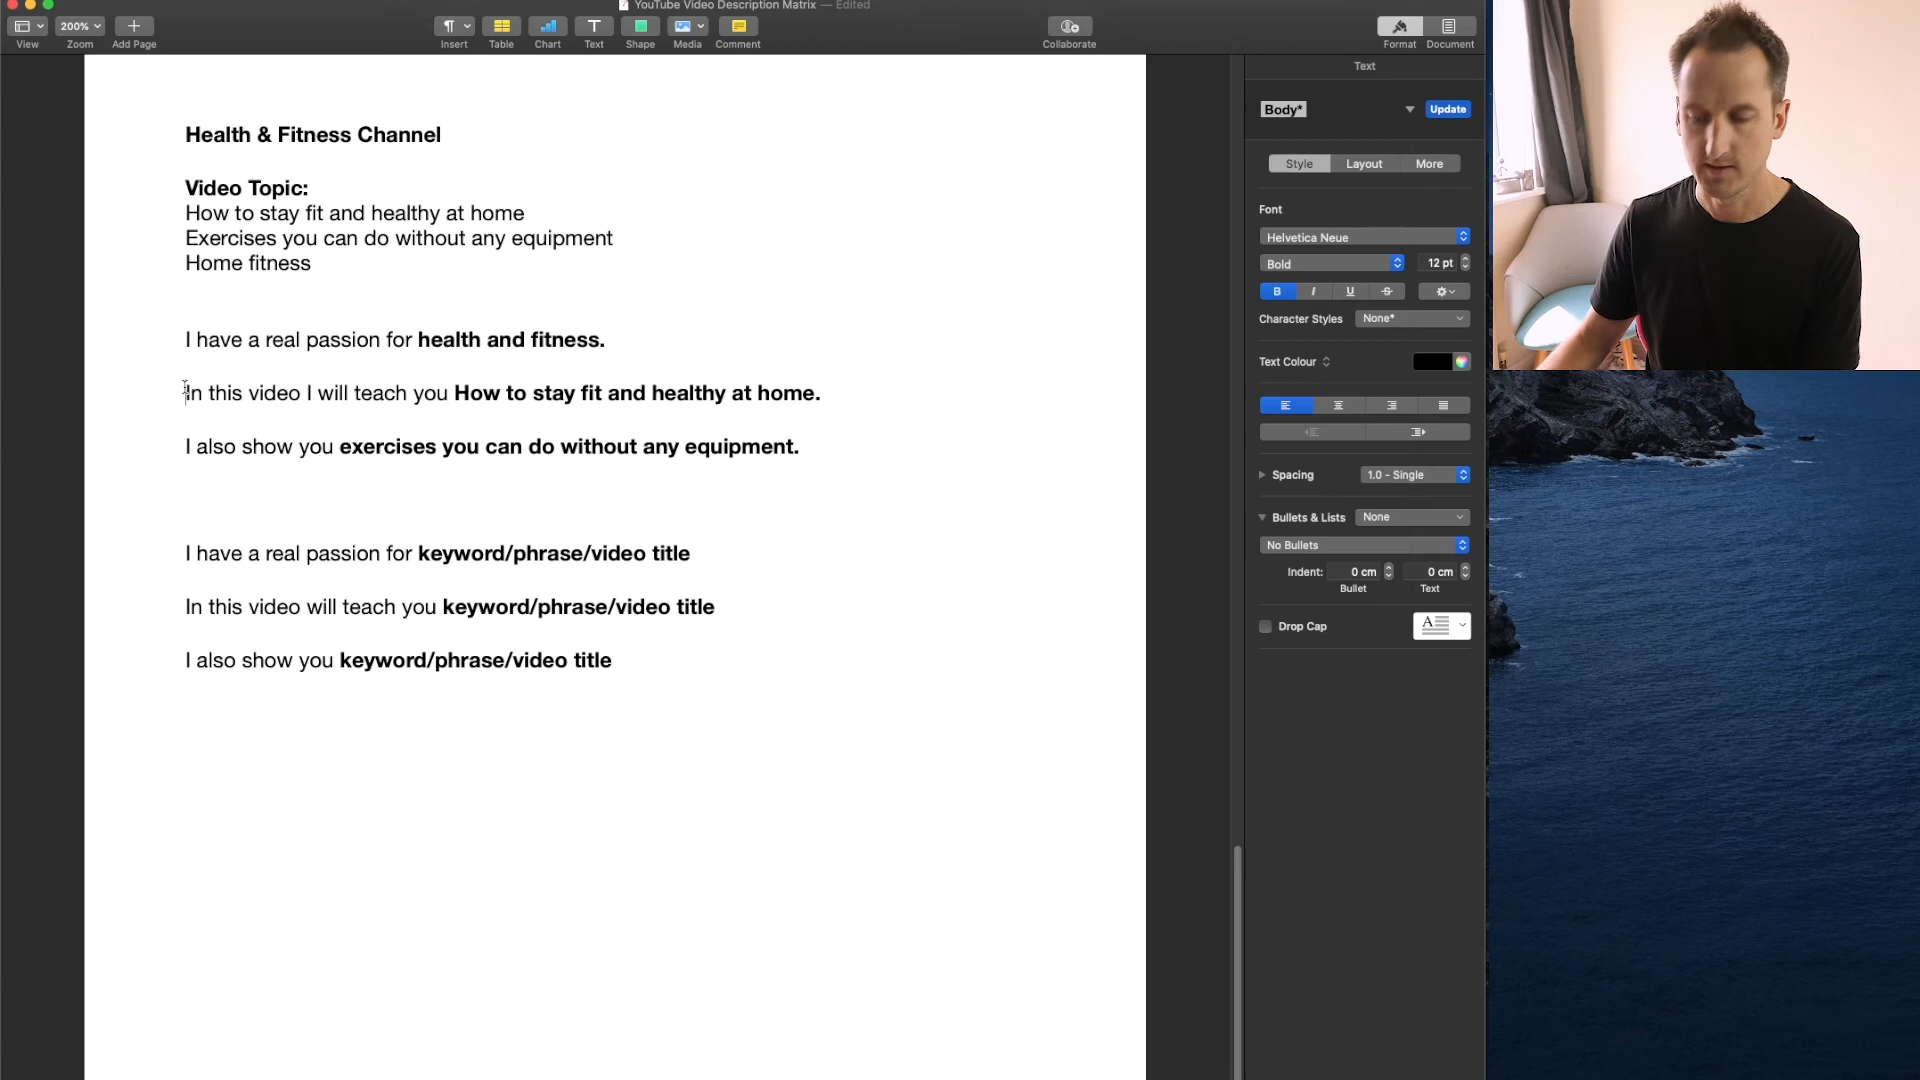 YouTube Video Description Matrix — Edited
200%
View
Zoom
Add Page
Insert
Table
Chart
Text
Shape
Media
Comment
Collaborate
Format
Document
Health & Fitness Channel
Video Topic:
How to stay fit and healthy at home
Exercises you can do without any equipment
Home fitness
I have a real passion for health and fitness.
In this video I will teach you How to stay fit and healthy at home.
I also show you exercises you can do without any equipment.
I have a real passion for keyword/phrase/video title
In this video will teach you keyword/phrase/video title
I also show you keyword/phrase/video title
Text
Body*
Update
Style
Layout
More
Font
Helvetica Neue
Bold
12 pt
B
I
U
S
Character Styles
None*
Text Colour
Spacing
1.0 - Single
Bullets & Lists
None
No Bullets
Indent:
0 cm
0 cm
Bullet
Text
Drop Cap
A